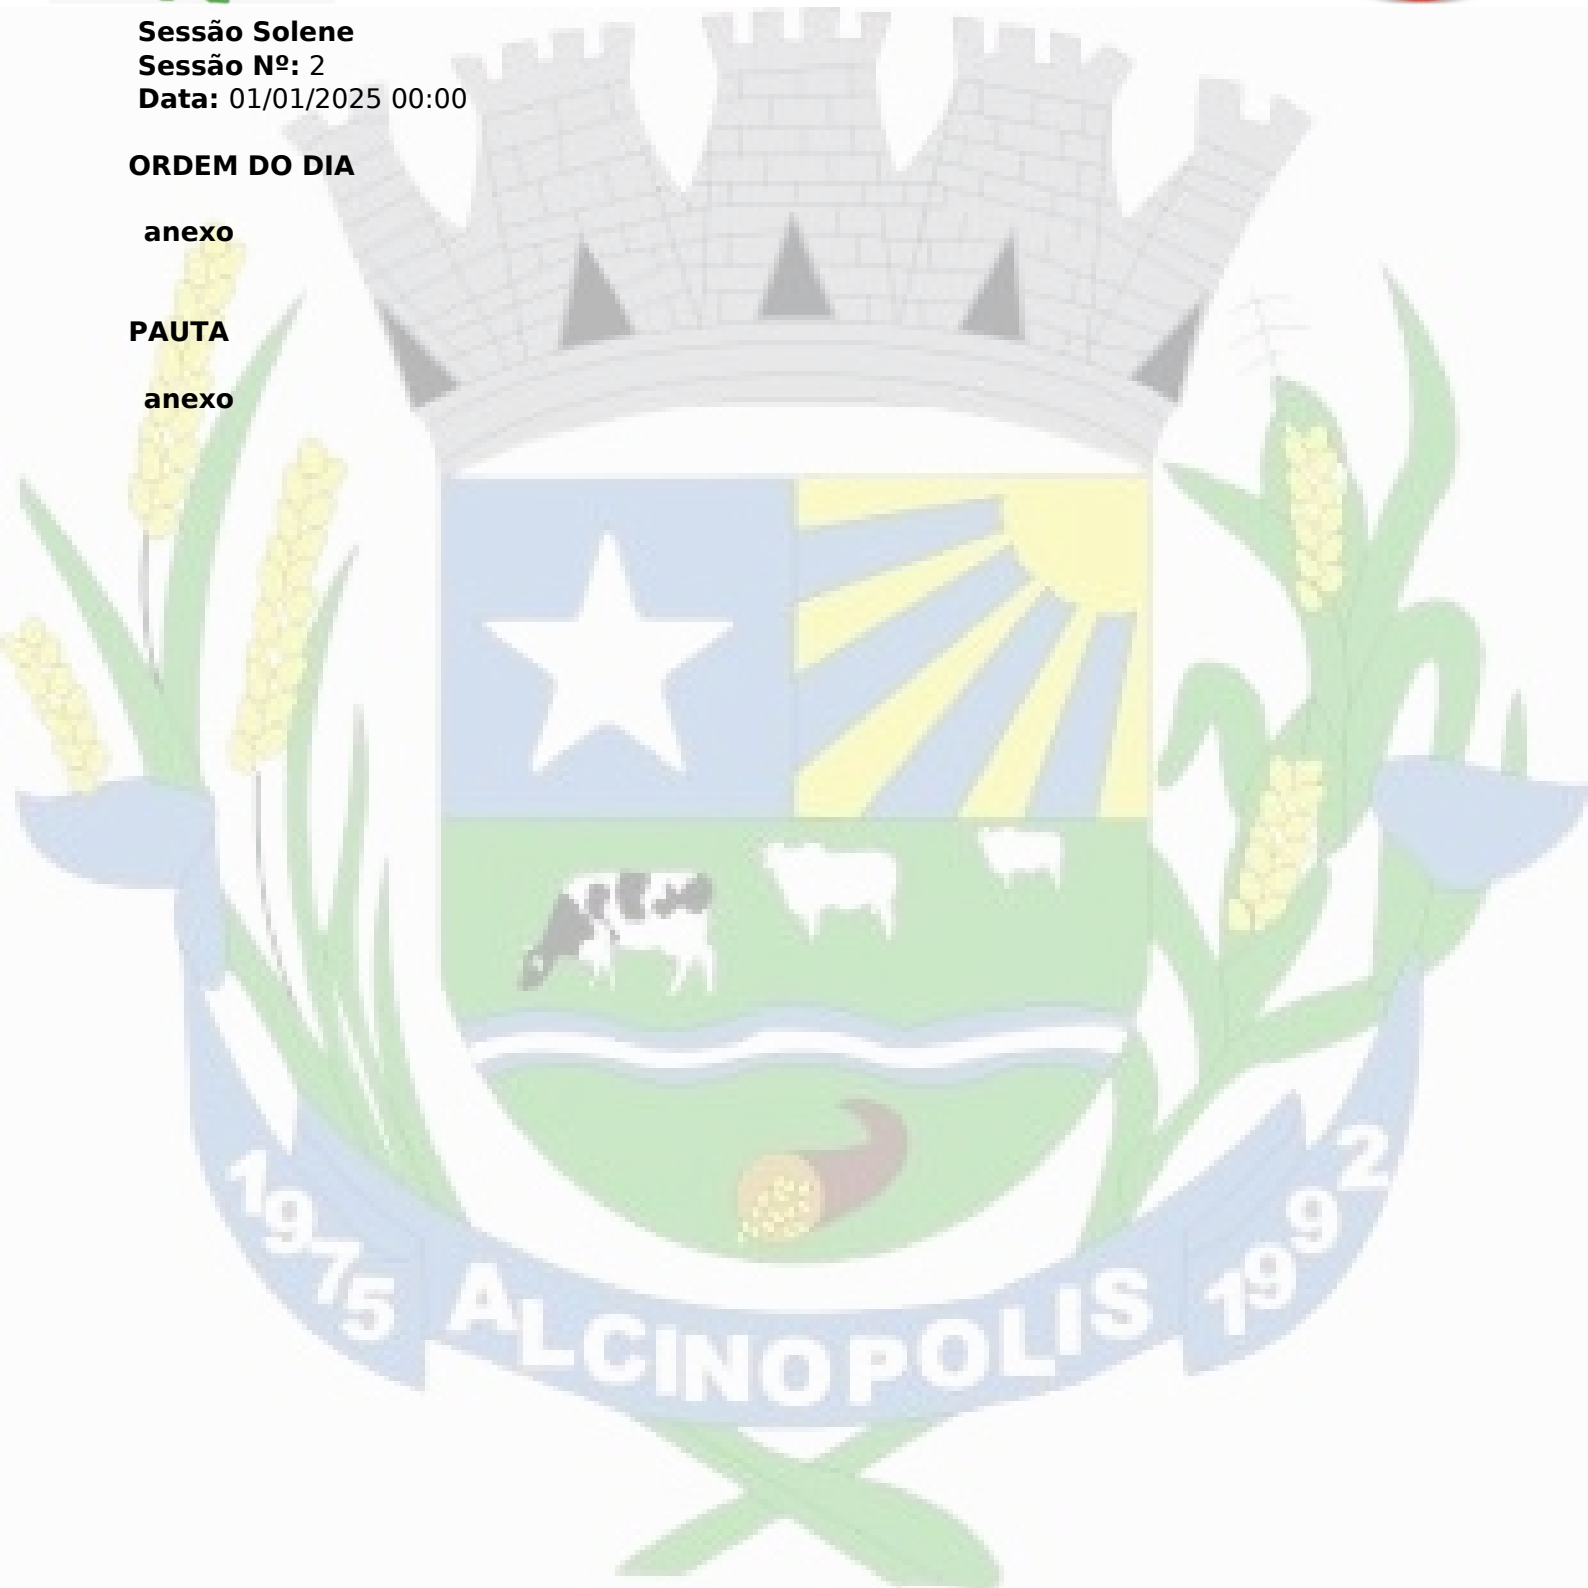 Sessão Solene
Sessão Nº: 2
Data: 01/01/2025 00:00
ORDEM DO DIA
anexo
PAUTA
anexo
1975 ALCINOPOLIS 1992